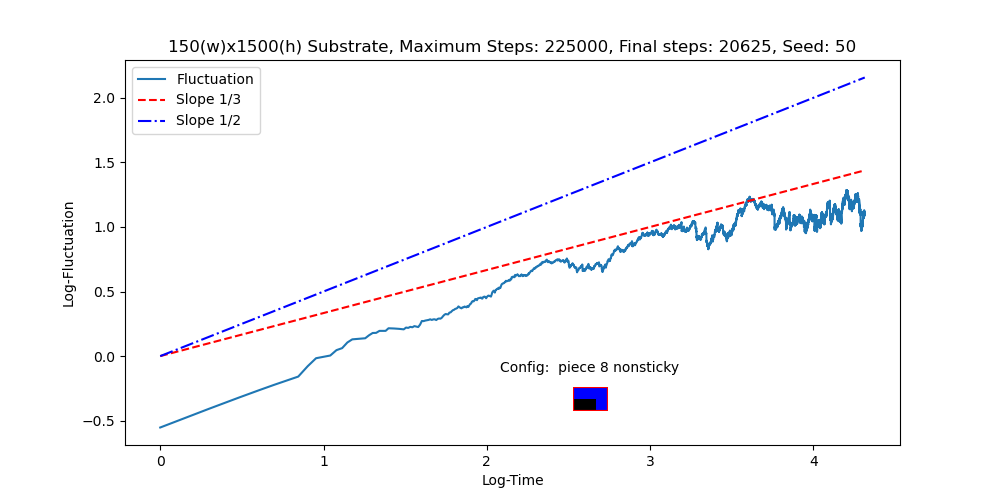 150(w)x1500(h) Substrate, Maximum Steps: 225000, Final steps: 20625, Seed: 50
Fluctuation
Slope 1/3
Slope 1/2
2.0
1.5
1.0
0.5
0.0
−0.5
Log-Fluctuation
Config:  piece 8 nonsticky
0 1 2 3 4
Log-Time